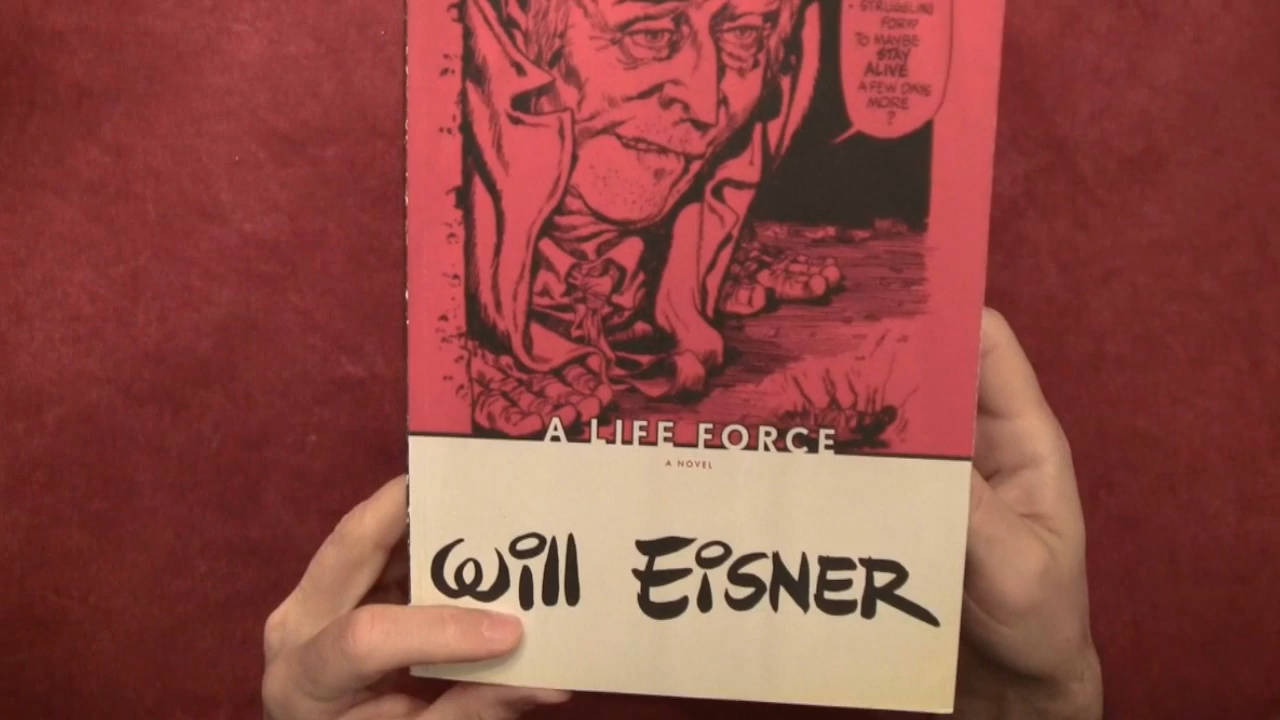 STRUGGLING
FOR??
TO MAYBE
STAY
ALIVE
A FEW DAYS
MORE
?
A LIFE FORCE
A NOVEL
Will EiSNER